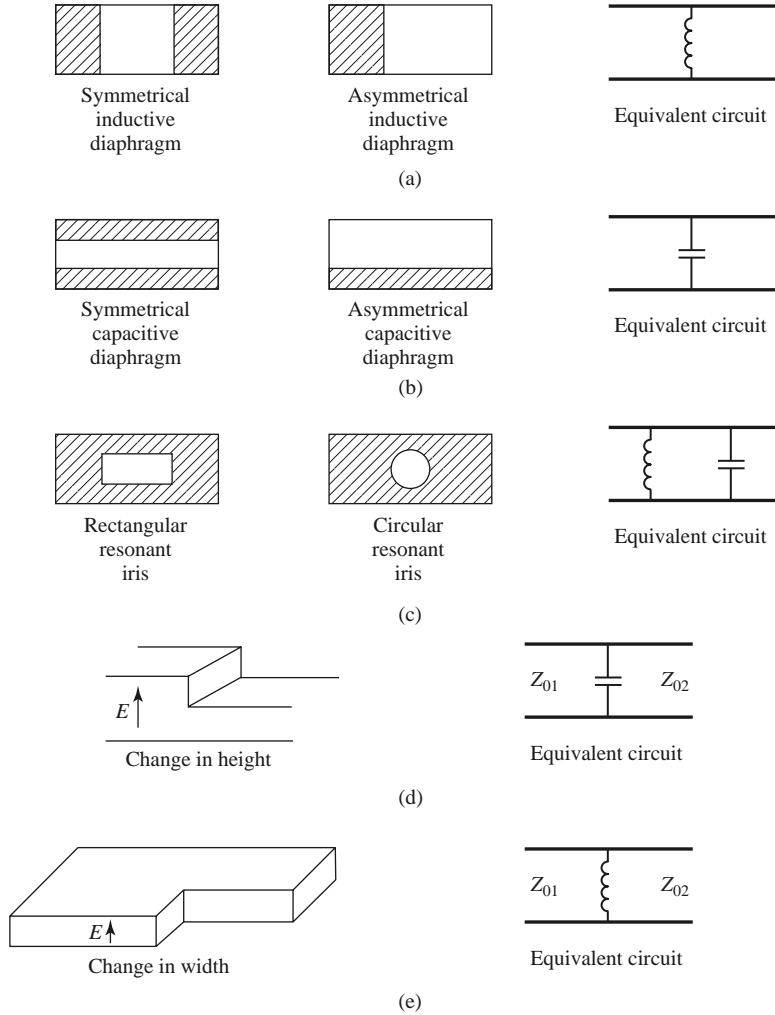 Symmetrical
inductive
diaphragm
Asymmetrical
inductive
diaphragm
Equivalent circuit
(a)
Symmetrical
capacitive
diaphragm
Asymmetrical
capacitive
diaphragm
Equivalent circuit
(b)
Rectangular
resonant
iris
Circular
resonant
iris
Equivalent circuit
(c)
E
Change in height
Z01
Z02
Equivalent circuit
(d)
E
Change in width
Z01
Z02
Equivalent circuit
(e)